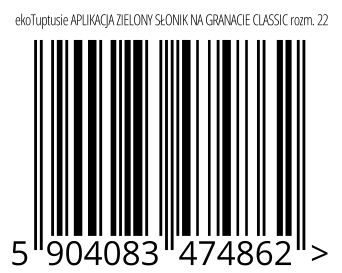 ekoTuptusie APLIKACJA ZIELONY SŁONIK NA GRANACIE CLASSIC rozm. 22
5 904083 474862 >